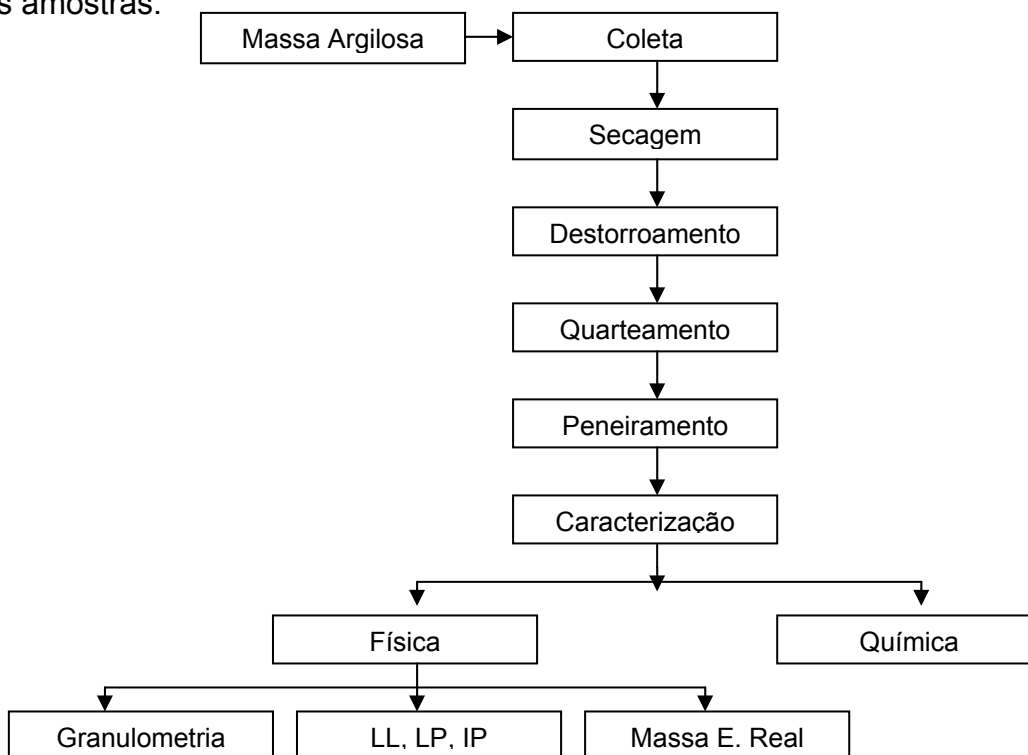 s amostras.
Massa Argilosa
Coleta
Secagem
Destorroamento
Quarteamento
Peneiramento
Caracterização
Física
Química
Granulometria
LL, LP, IP
Massa E. Real